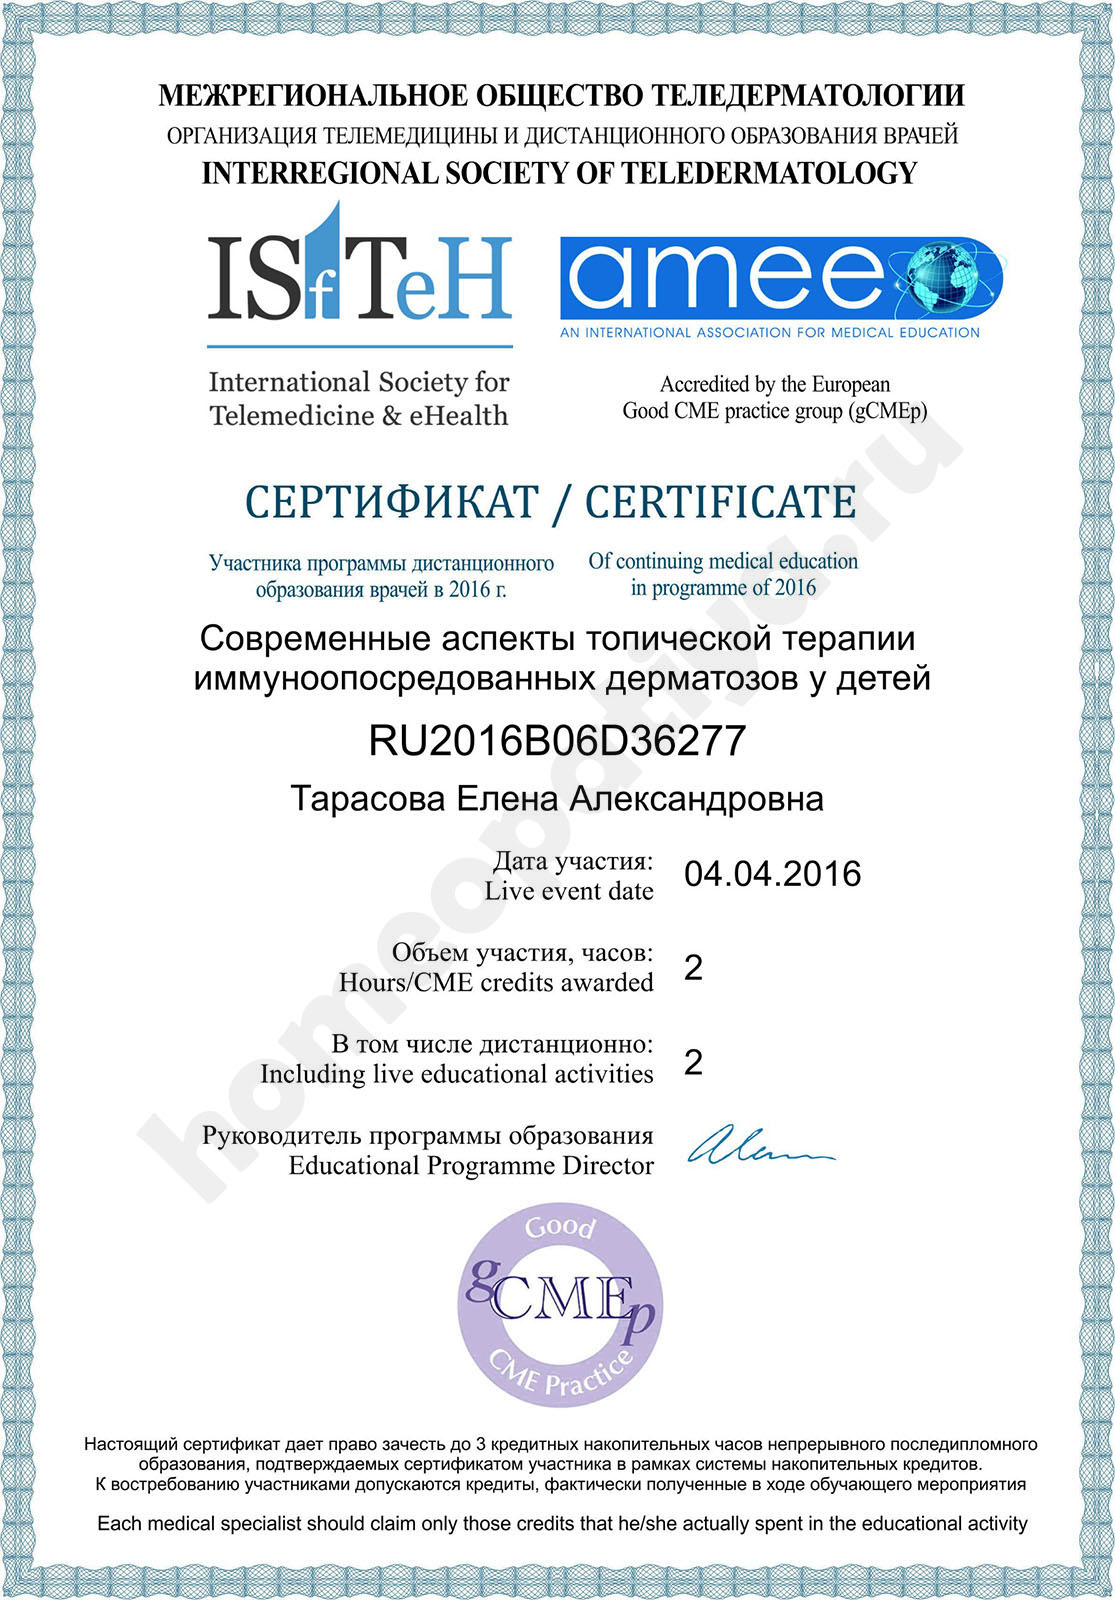 МЕЖРЕГИОНАЛЬНОЕ ОБЩЕСТВО ТЕЛЕДЕРМАТОЛОГИИ
ОРГАНИЗАЦИЯ ТЕЛЕМЕДИЦИНЫ И ДИСТАНЦИОННОГО ОБРАЗОВАНИЯ ВРАЧЕЙ
INTERREGIONAL SOCIETY OF TELEDERMATOLOGY
ISfTeH
International Society for
Telemedicine & eHealth
amee
AN INTERNATIONAL ASSOCIATION FOR MEDICAL EDUCATION
Accredited by the European
Good CME practice group (gCMEp)
СЕРТИФИКАТ / CERTIFICATE
Участника программы дистанционного
образования врачей в 2016 г.
Of continuing medical education
in programme of 2016
Современные аспекты топической терапии
иммуноопосредованных дерматозов у детей
RU2016B06D36277
Тарасова Елена Александровна
Дата участия:
Live event date
04.04.2016
Объем участия, часов:
Hours/CME credits awarded
2
В том числе дистанционно:
Including live educational activities
2
Руководитель программы образования
Educational Programme Director
Good
gCMEp
CME Practice
Настоящий сертификат дает право зачесть до 3 кредитных накопительных часов непрерывного последипломного
образования, подтверждаемых сертификатом участника в рамках системы накопительных кредитов.
К востребованию участниками допускаются кредиты, фактически полученные в ходе обучающего мероприятия
Each medical specialist should claim only those credits that he/she actually spent in the educational activity
homeopatiya.ru